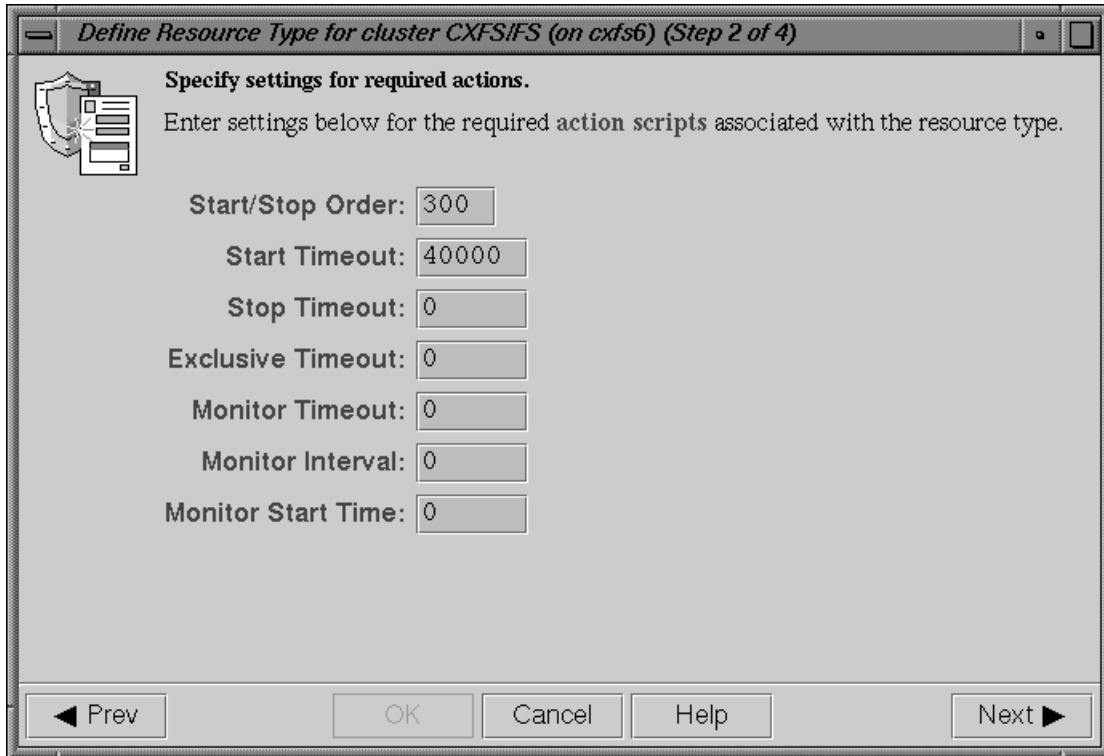 Define Resource Type for cluster CXFS/FS (on cxfs6) (Step 2 of 4)
Specify settings for required actions.
Enter settings below for the required action scripts associated with the resource type.
Start/Stop Order: 300
Start Timeout: 40000
Stop Timeout: 0
Exclusive Timeout: 0
Monitor Timeout: 0
Monitor Interval: 0
Monitor Start Time: 0
Prev OK Cancel Help Next